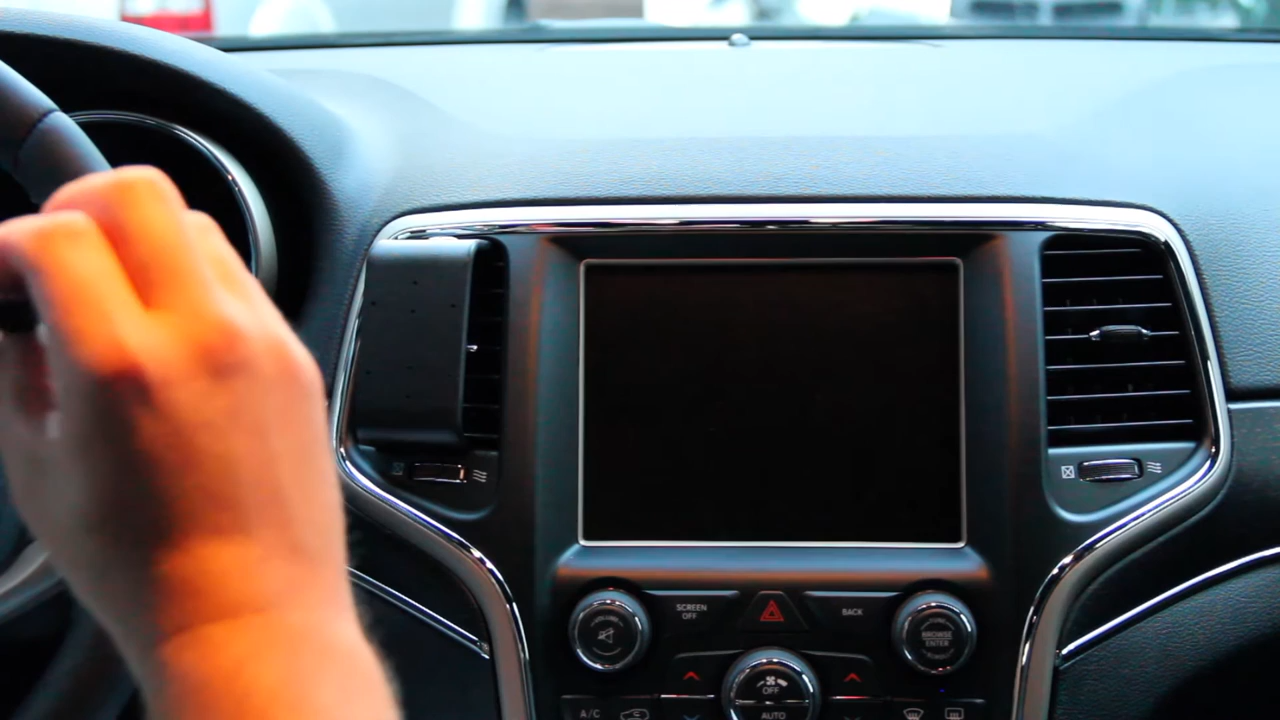 SCREEN
OFF
BACK
BROWSE
ENTER
OFF
A/C
AUTO